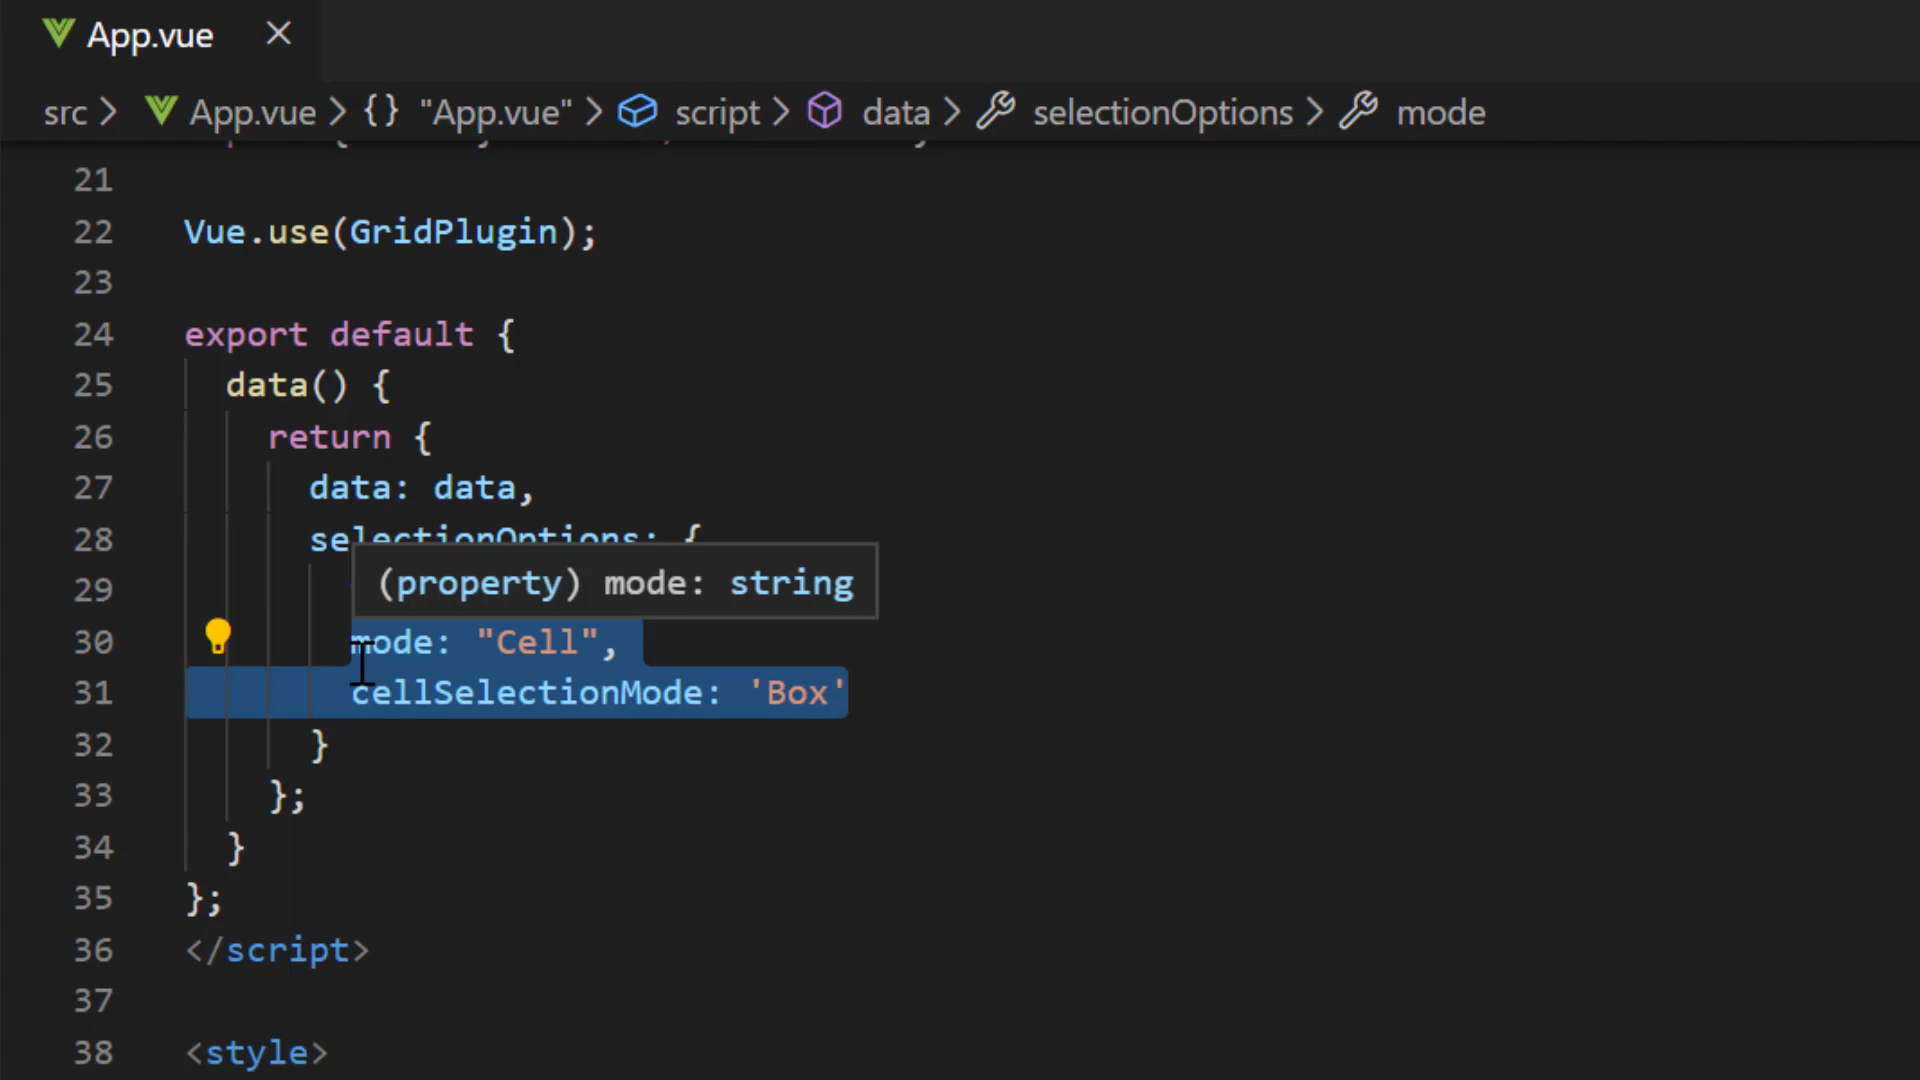 App.vue
src > App.vue > {} "App.vue" > script > data > selectionOptions > mode
21
22 Vue.use(GridPlugin);
23
24 export default {
25 data() {
26 return {
27 data: data,
28 selectionOptions: {
29
(property) mode: string
30 mode: "Cell",
31 cellSelectionMode: 'Box'
32 }
33 };
34 }
35 };
36 </script>
37
38 <style>